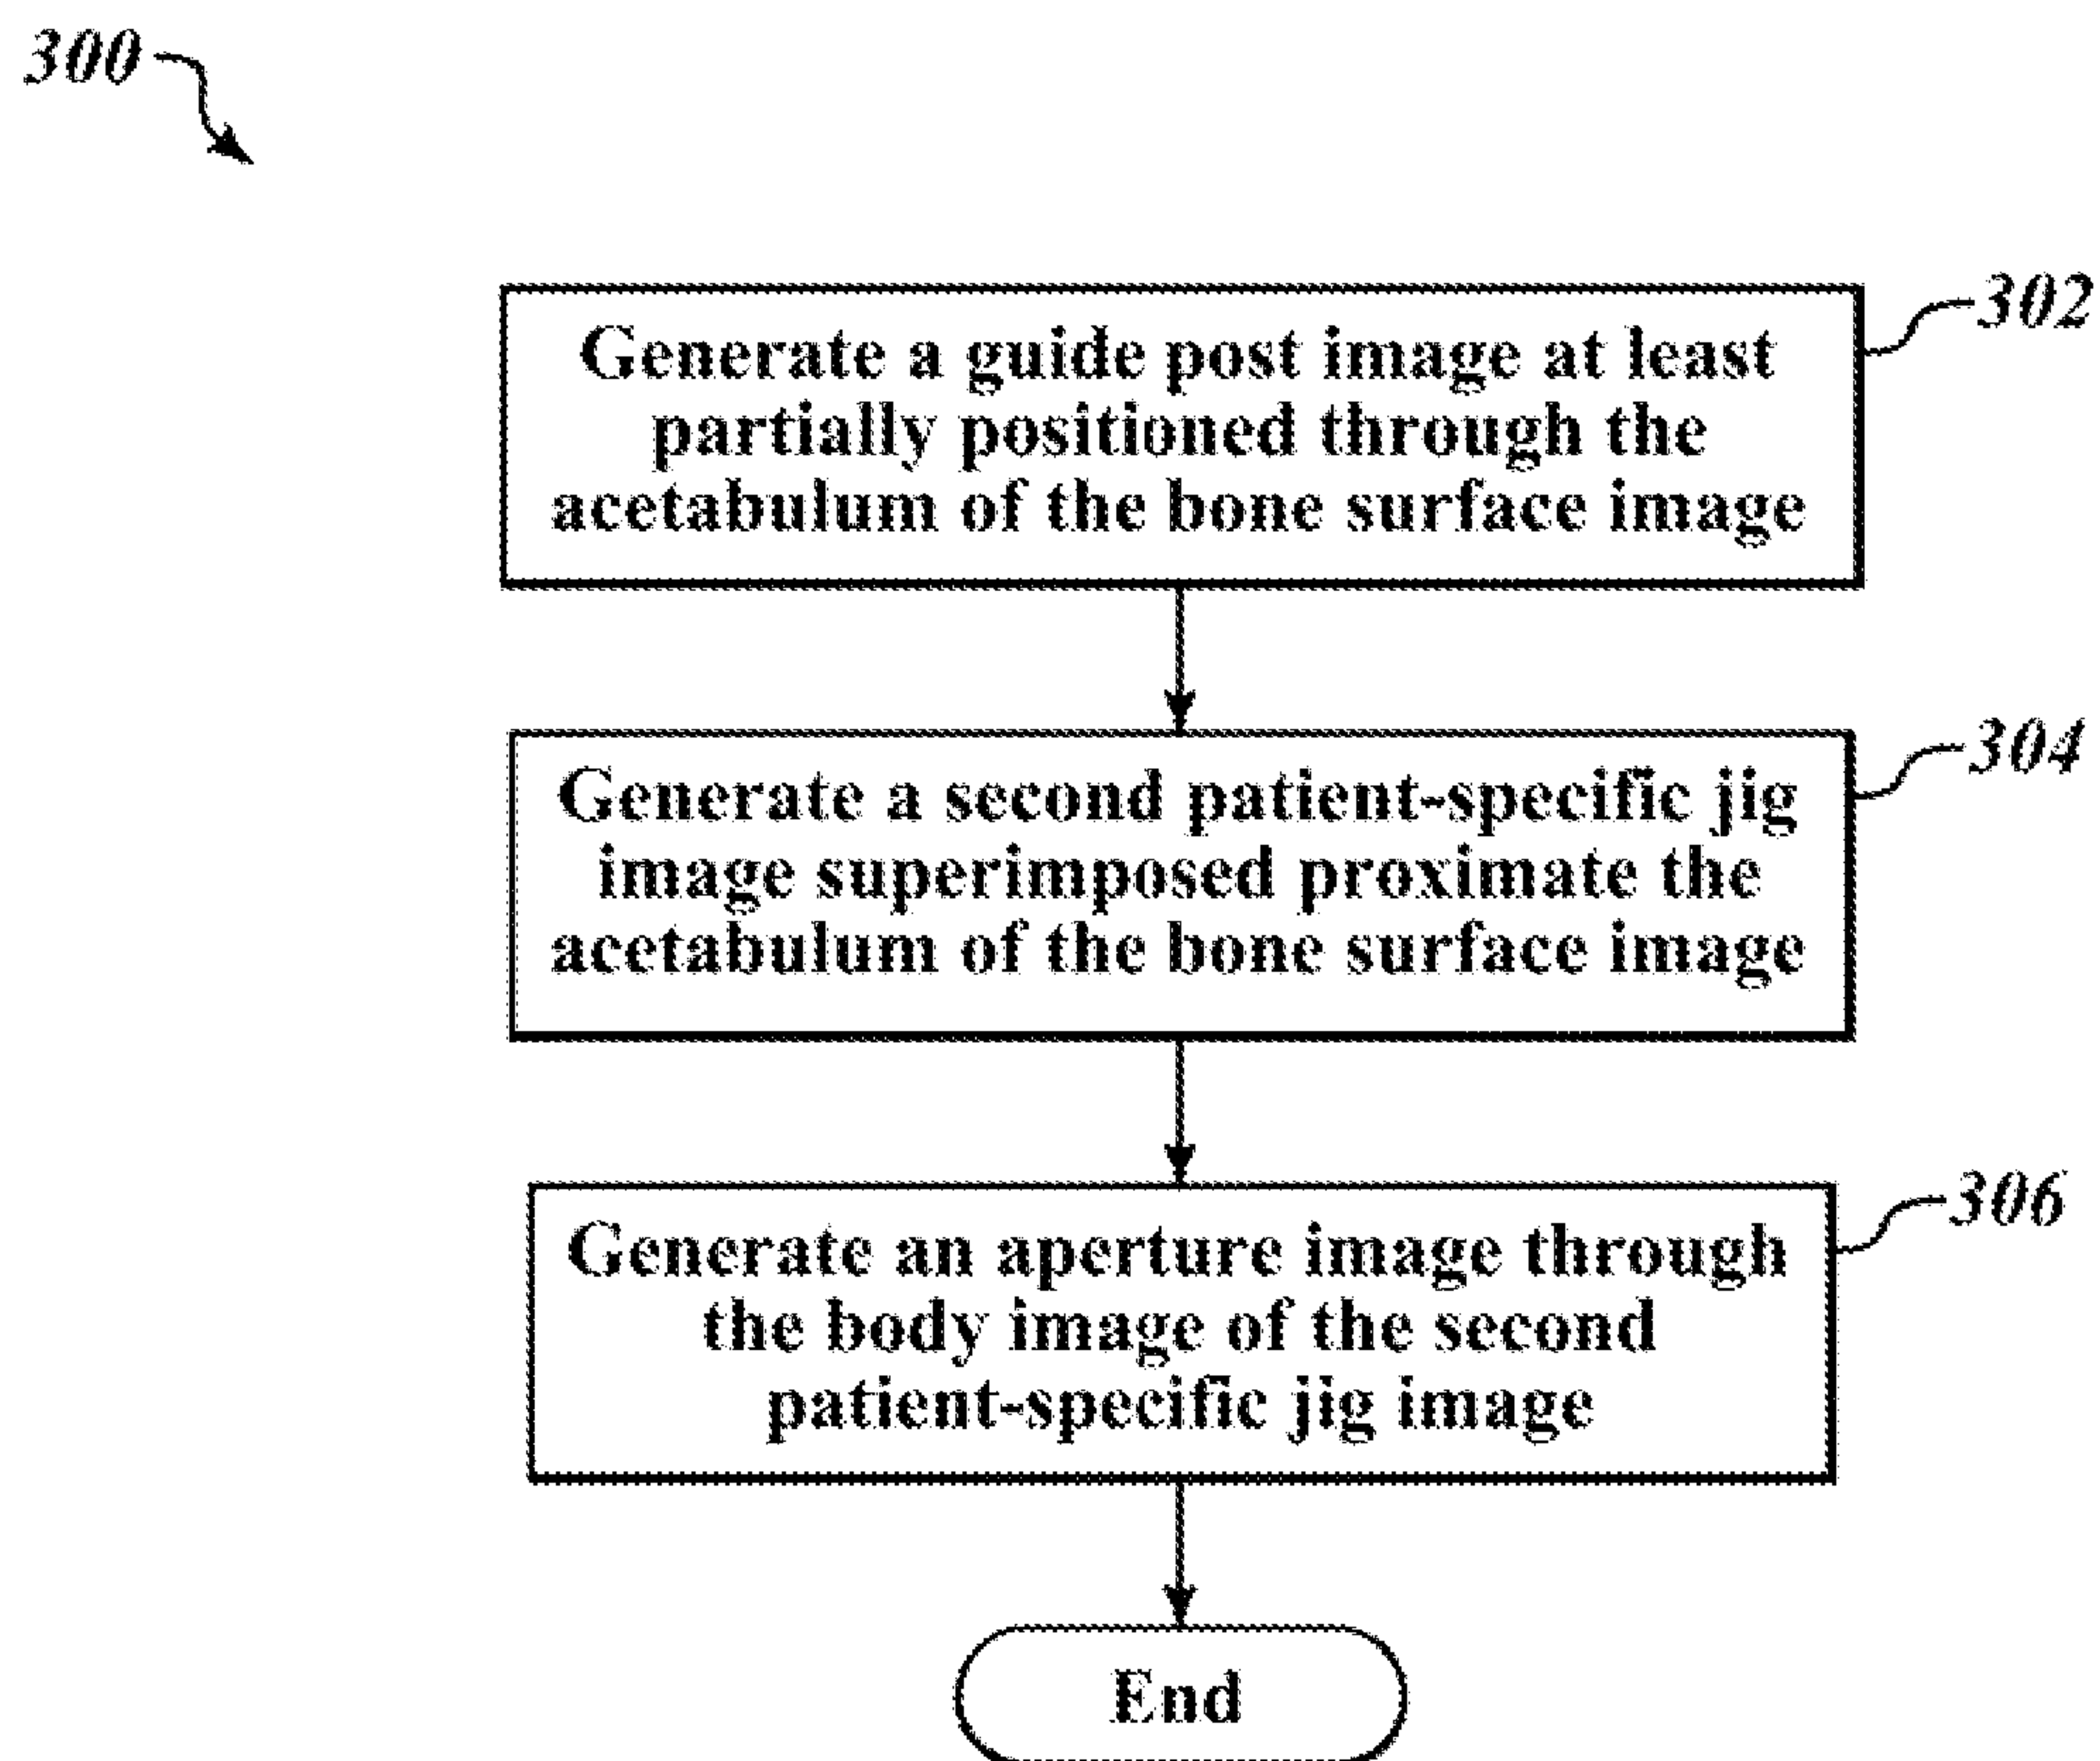 300
302
Generate a guide post image at least
partially positioned through the
acetabulum of the bone surface image
304
Generate a second patient-specific jig
image superimposed proximate the
acetabulum of the bone surface image
306
Generate an aperture image through
the body image of the second
patient-specific jig image
End